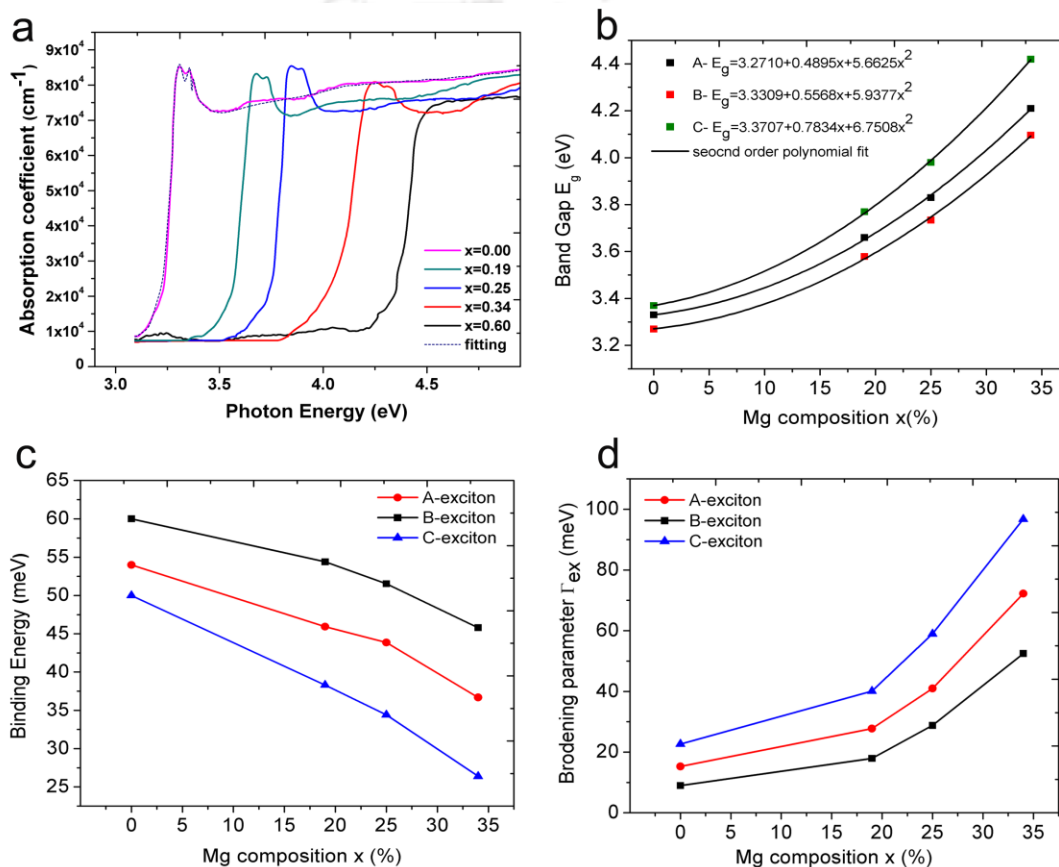 a
Absorption coefficient (cm⁻¹)
9x10⁴
8x10⁴
7x10⁴
6x10⁴
5x10⁴
4x10⁴
3x10⁴
2x10⁴
1x10⁴
0
x=0.00
x=0.19
x=0.25
x=0.34
x=0.60
fitting
3.0 3.5 4.0 4.5
Photon Energy (eV)
b
Band Gap E_g (eV)
4.4
4.2
4.0
3.8
3.6
3.4
3.2
A- E_g=3.2710+0.4895x+5.6625x²
B- E_g=3.3309+0.5568x+5.9377x²
C- E_g=3.3707+0.7834x+6.7508x²
seocnd order polynomial fit
0 5 10 15 20 25 30 35
Mg composition x(%)
c
Binding Energy (meV)
65
60
55
50
45
40
35
30
25
A-exciton
B-exciton
C-exciton
0 5 10 15 20 25 30 35
Mg composition x (%)
d
Brodening parameter Γex (meV)
100
80
60
40
20
0
A-exciton
B-exciton
C-exciton
0 5 10 15 20 25 30 35
Mg composition x (%)